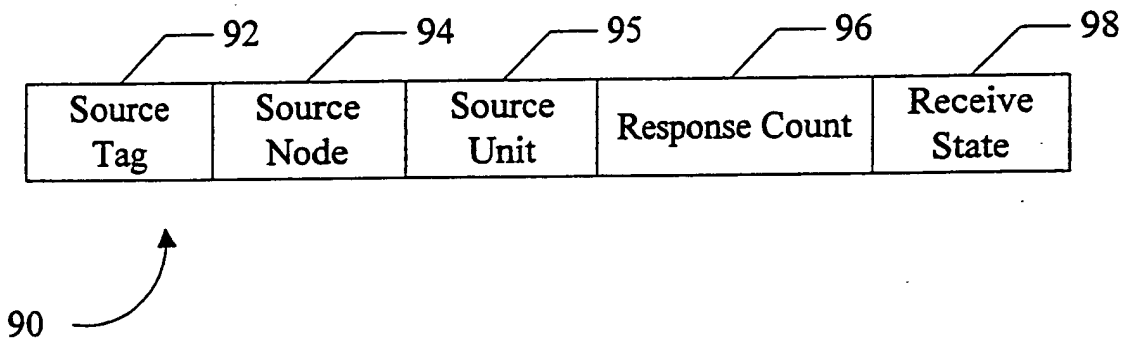 92
94
95
96
98
Source Tag
Source Node
Source Unit
Response Count
Receive State
90